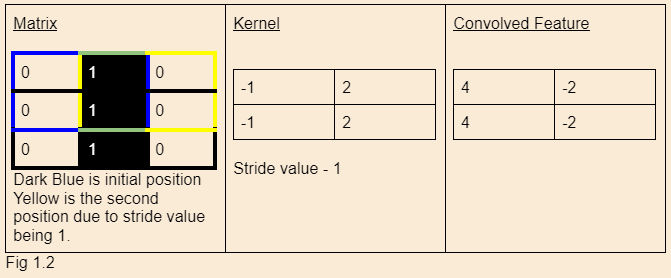 Matrix
0 1 0
0 1 0
0 1 0
Dark Blue is initial position
Yellow is the second
position due to stride value
being 1.
Kernel
-1 2
-1 2
Stride value - 1
Convolved Feature
4 -2
4 -2
Fig 1.2